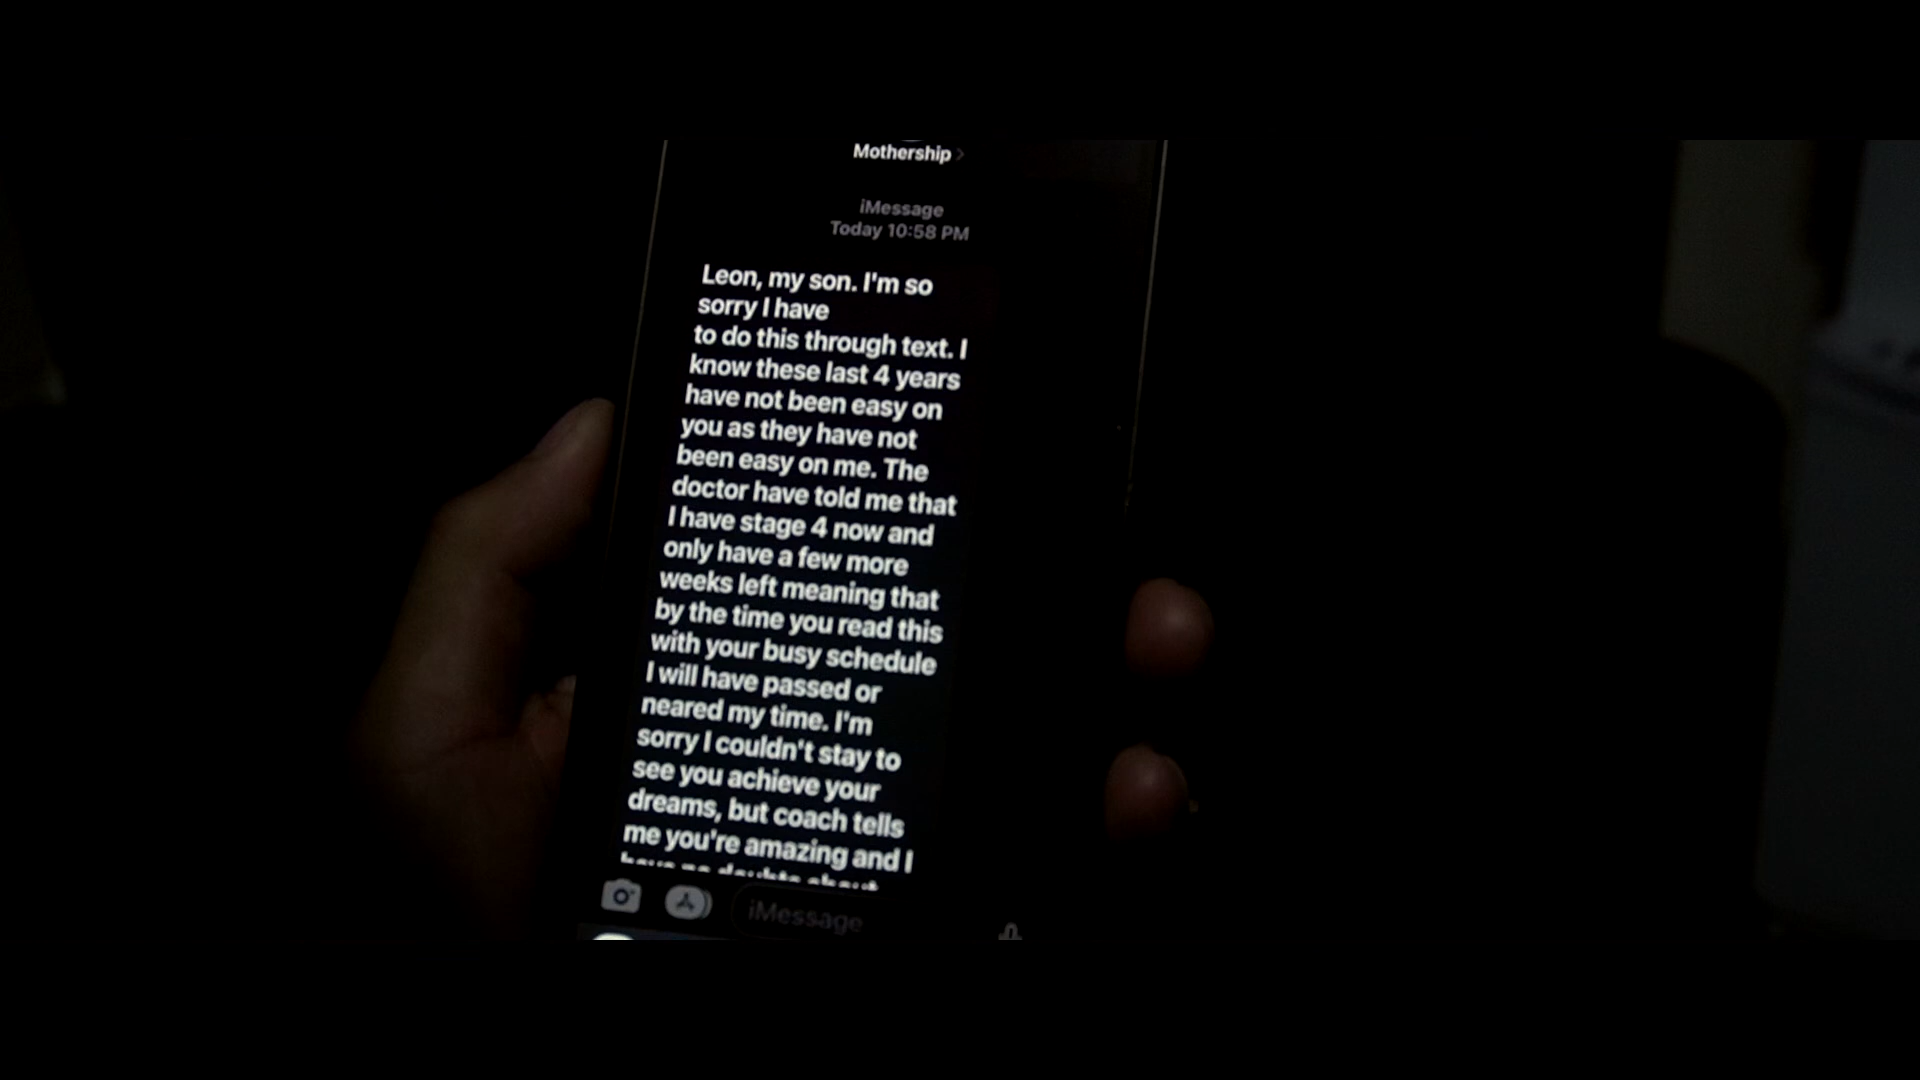 Mothership
iMessage
Today 10:58 PM
Leon, my son. I'm so
sorry I have
to do this through text. I
know these last 4 years
have not been easy on
you as they have not
been easy on me. The
doctor have told me that
I have stage 4 now and
only have a few more
weeks left meaning that
by the time you read this
with your busy schedule
I will have passed or
neared my time. I'm
sorry I couldn't stay to
see you achieve your
dreams, but coach tells
me you're amazing and I
have no doubts about
iMessage